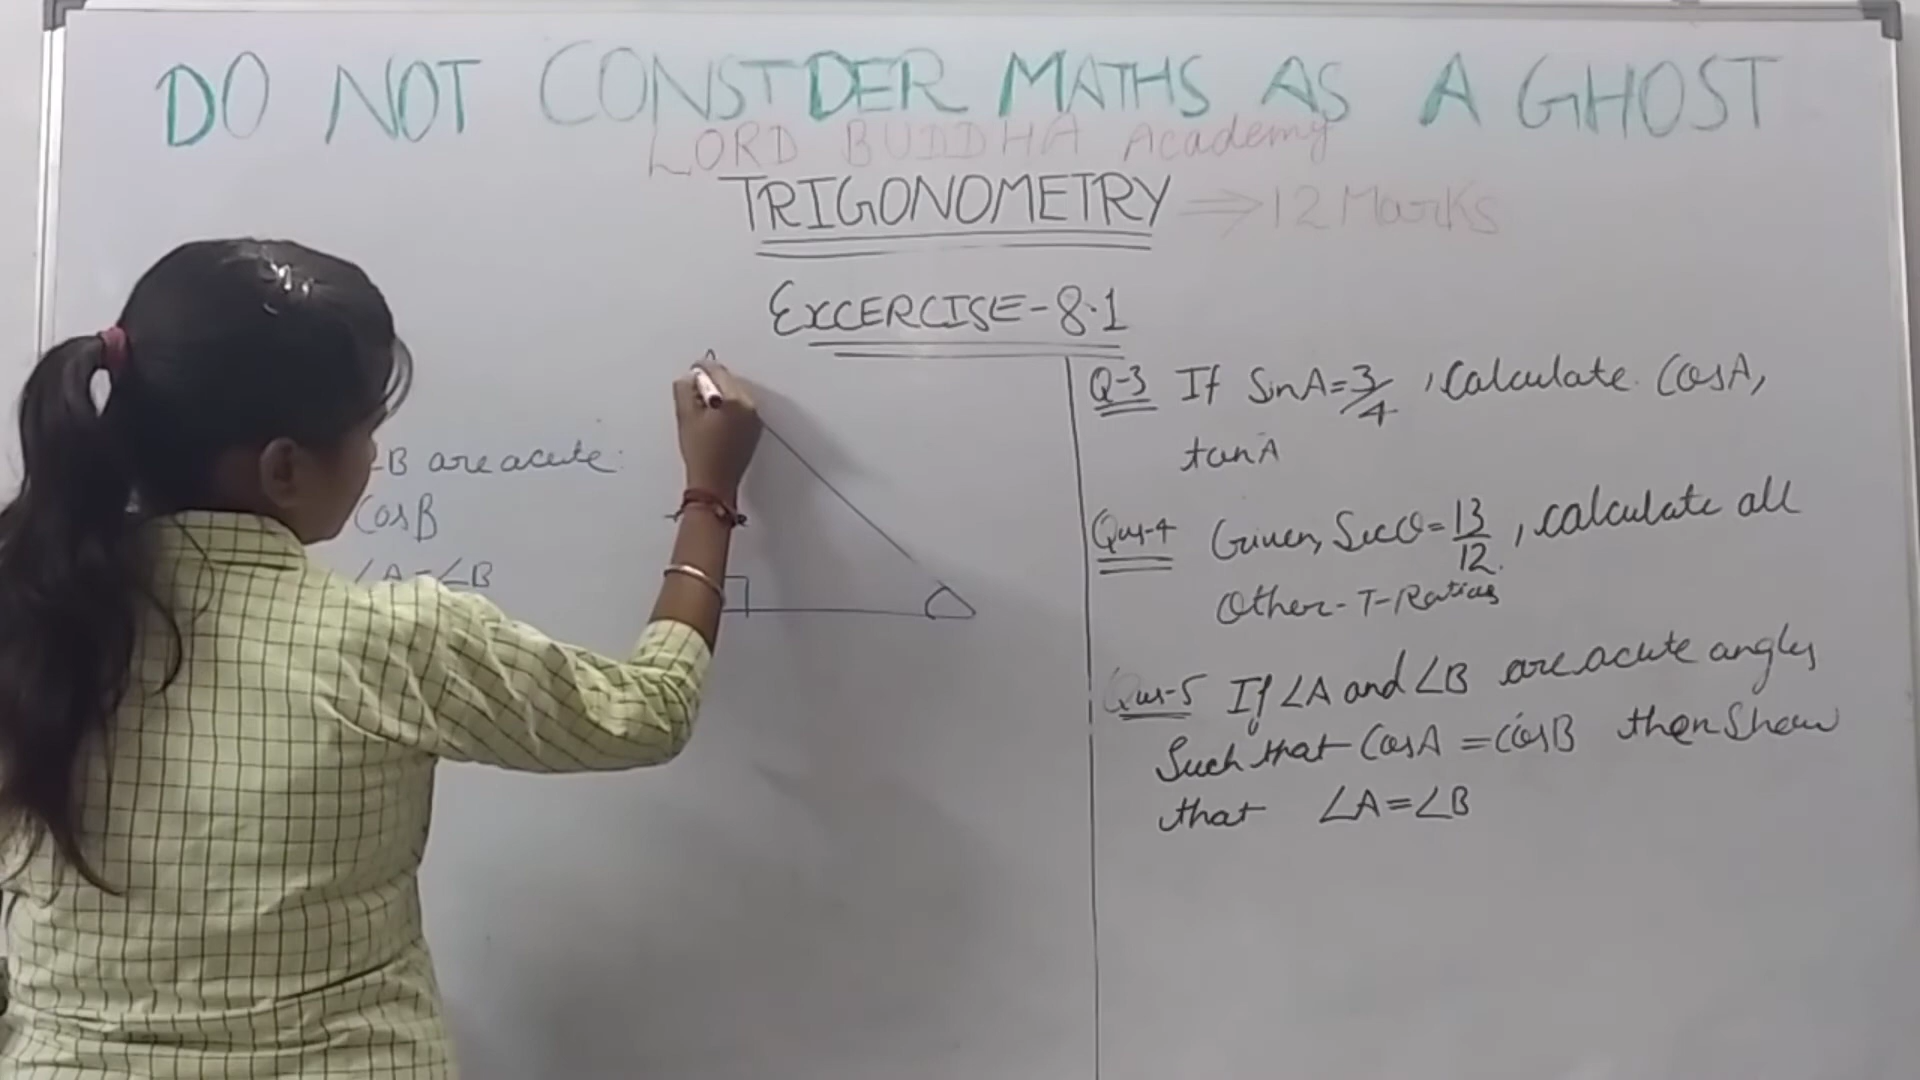 DO NOT CONSIDER MATHS AS A GHOST
LORD BUDDHA Academy
TRIGONOMETRY ⇒ 12 Marks
EXCERCISE-8.1
B are acute
CosB
∠A=∠B
A
Q-3 If SinA=3/4, Calculate CosA,
tanA
Qus-4 Given, Secθ=13/12, calculate all
Other-T-Ratios
Qus-5 If ∠A and ∠B are acute angles
Such that CosA=CosB then Show
that ∠A=∠B